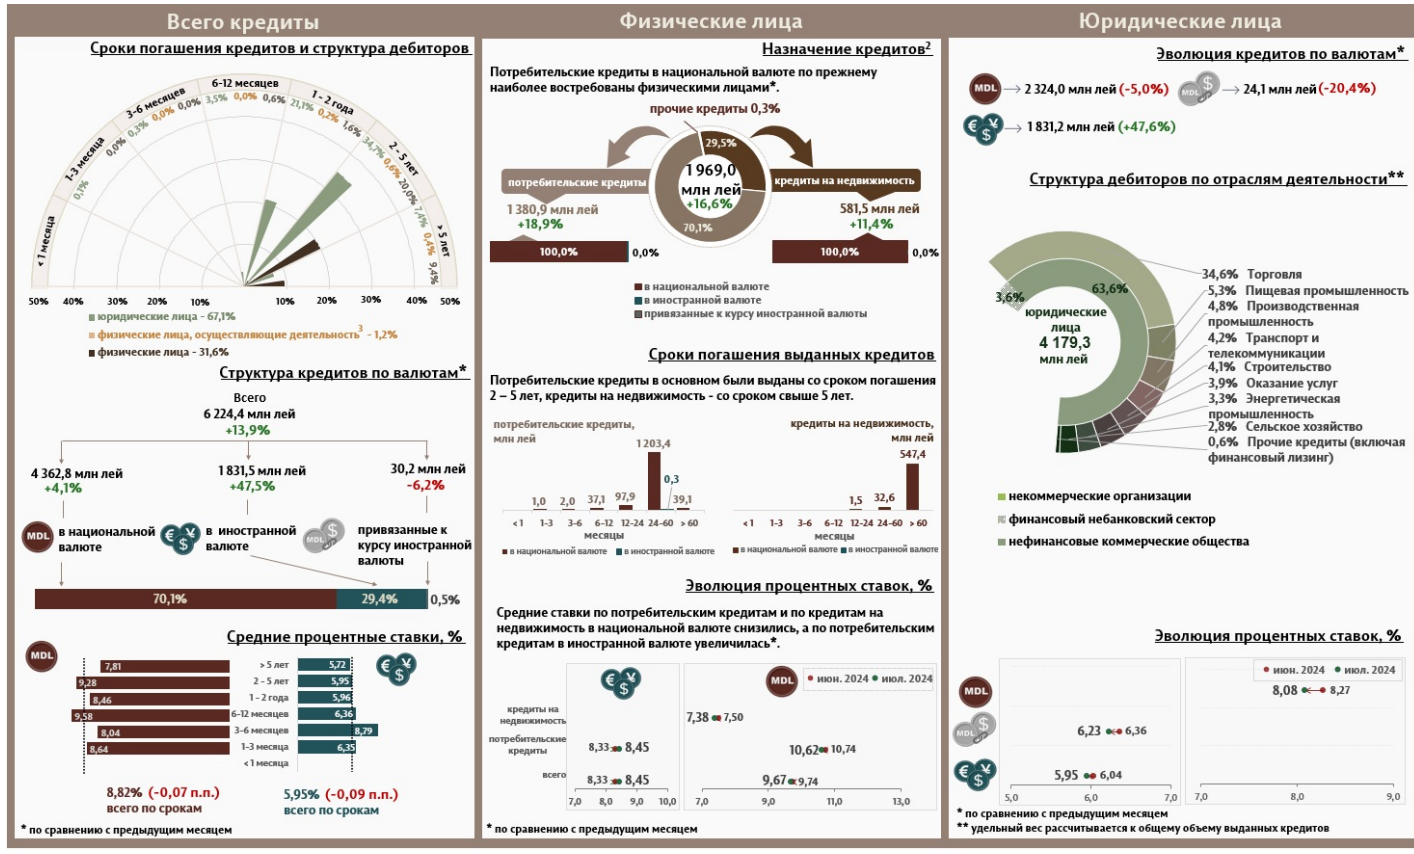 Всего кредиты
Сроки погашения кредитов и структура дебиторов
< 1 месяца
1-3 месяца
3-6 месяцев
6-12 месяцев
1 - 2 года
2 - 5 лет
> 5 лет
0,1%
0,0%
0,3%
0,0%
0,0%
3,5%
0,0%
0,6%
21,1%
0,2%
1,6%
34,7%
0,6%
20,0%
7,4%
0,4%
9,4%
50% 40% 30% 20% 10% 10% 20% 30% 40% 50%
юридические лица - 67,1%
физические лица, осуществляющие деятельность3 - 1,2%
физические лица - 31,6%
Структура кредитов по валютам*
Всего
6 224,4 млн лей
+13,9%
4 362,8 млн лей
+4,1%
1 831,5 млн лей
+47,5%
30,2 млн лей
-6,2%
MDL
в национальной
валюте
€ ¥ $
в иностранной
валюте
MDL $
привязанные к
курсу иностранной
валюты
70,1% 29,4% 0,5%
Средние процентные ставки, %
MDL
€ ¥ $
7,81 > 5 лет 5,72
9,28 2 - 5 лет 5,95
8,46 1 - 2 года 5,96
9,58 6-12 месяцев 6,36
8,04 3-6 месяцев 8,79
8,64 1-3 месяца 6,35
< 1 месяца
8,82% (-0,07 п.п.)
всего по срокам
5,95% (-0,09 п.п.)
всего по срокам
* по сравнению с предыдущим месяцем
Физические лица
Назначение кредитов2
Потребительские кредиты в национальной валюте по прежнему
наиболее востребованы физическими лицами*.
прочие кредиты 0,3%
29,5%
1 969,0
млн лей
+16,6%
70,1%
потребительские кредиты
1 380,9 млн лей
+18,9%
100,0% 0,0%
кредиты на недвижимость
581,5 млн лей
+11,4%
100,0% 0,0%
в национальной валюте
в иностранной валюте
привязанные к курсу иностранной валюты
Сроки погашения выданных кредитов
Потребительские кредиты в основном были выданы со сроком погашения
2 – 5 лет, кредиты на недвижимость - со сроком свыше 5 лет.
потребительские кредиты,
млн лей
1,0 2,0 37,1 97,9 1 203,4 0,3 39,1
< 1 1-3 3-6 6-12 12-24 24-60 > 60
месяцы
в национальной валюте в иностранной валюте
кредиты на недвижимость,
млн лей
1,5 32,6 547,4
< 1 1-3 3-6 6-12 12-24 24-60 > 60
месяцы
в национальной валюте в иностранной валюте
Эволюция процентных ставок, %
Средние ставки по потребительским кредитам и по кредитам на
недвижимость в национальной валюте снизились, а по потребительским
кредитам в иностранной валюте увеличилась*.
€ ¥ $
MDL
июн. 2024 июл. 2024
кредиты на
недвижимость
7,38 7,50
потребительские
кредиты
8,33 8,45
10,62 10,74
всего
8,33 8,45
9,67 9,74
7,0 8,0 9,0 10,0
7,0 9,0 11,0 13,0
* по сравнению с предыдущим месяцем
Юридические лица
Эволюция кредитов по валютам*
MDL 2 324,0 млн лей (-5,0%)
MDL $ 24,1 млн лей (-20,4%)
€ ¥ $ 1 831,2 млн лей (+47,6%)
Структура дебиторов по отраслям деятельности**
3,6%
63,6%
юридические
лица
4 179,3
млн лей
34,6% Торговля
5,3% Пищевая промышленность
4,8% Производственная
промышленность
4,2% Транспорт и
телекоммуникации
4,1% Строительство
3,9% Оказание услуг
3,3% Энергетическая
промышленность
2,8% Сельское хозяйство
0,6% Прочие кредиты (включая
финансовый лизинг)
некоммерческие организации
финансовый небанковский сектор
нефинансовые коммерческие общества
Эволюция процентных ставок, %
июн. 2024 июл. 2024
MDL
8,08 8,27
MDL $
6,23 6,36
€ ¥ $
5,95 6,04
5,0 6,0 7,0
7,0 8,0 9,0
* по сравнению с предыдущим месяцем
** удельный вес рассчитывается к общему объему выданных кредитов